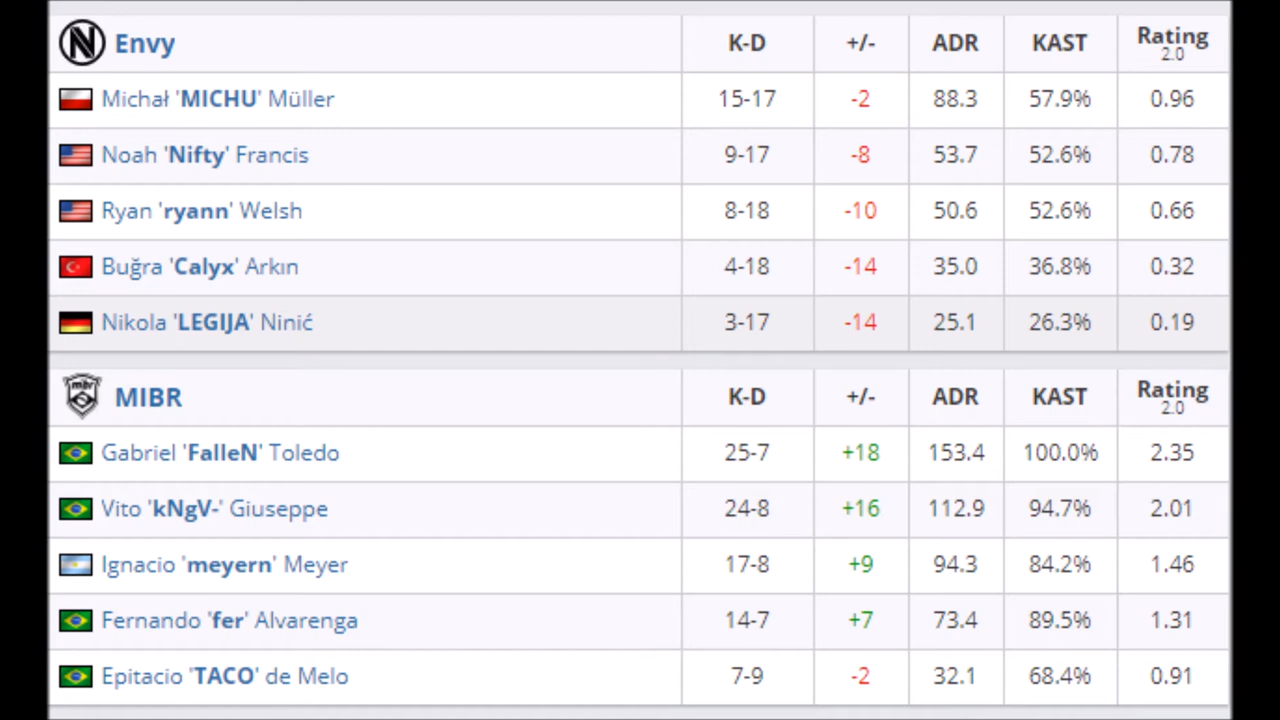 Envy K-D +/- ADR KAST Rating 2.0
Michał 'MICHU' Müller 15-17 -2 88.3 57.9% 0.96
Noah 'Nifty' Francis 9-17 -8 53.7 52.6% 0.78
Ryan 'ryann' Welsh 8-18 -10 50.6 52.6% 0.66
Buğra 'Calyx' Arkın 4-18 -14 35.0 36.8% 0.32
Nikola 'LEGIJA' Ninić 3-17 -14 25.1 26.3% 0.19
mibr MIBR K-D +/- ADR KAST Rating 2.0
Gabriel 'FalleN' Toledo 25-7 +18 153.4 100.0% 2.35
Vito 'kNgV-' Giuseppe 24-8 +16 112.9 94.7% 2.01
Ignacio 'meyern' Meyer 17-8 +9 94.3 84.2% 1.46
Fernando 'fer' Alvarenga 14-7 +7 73.4 89.5% 1.31
Epitacio 'TACO' de Melo 7-9 -2 32.1 68.4% 0.91